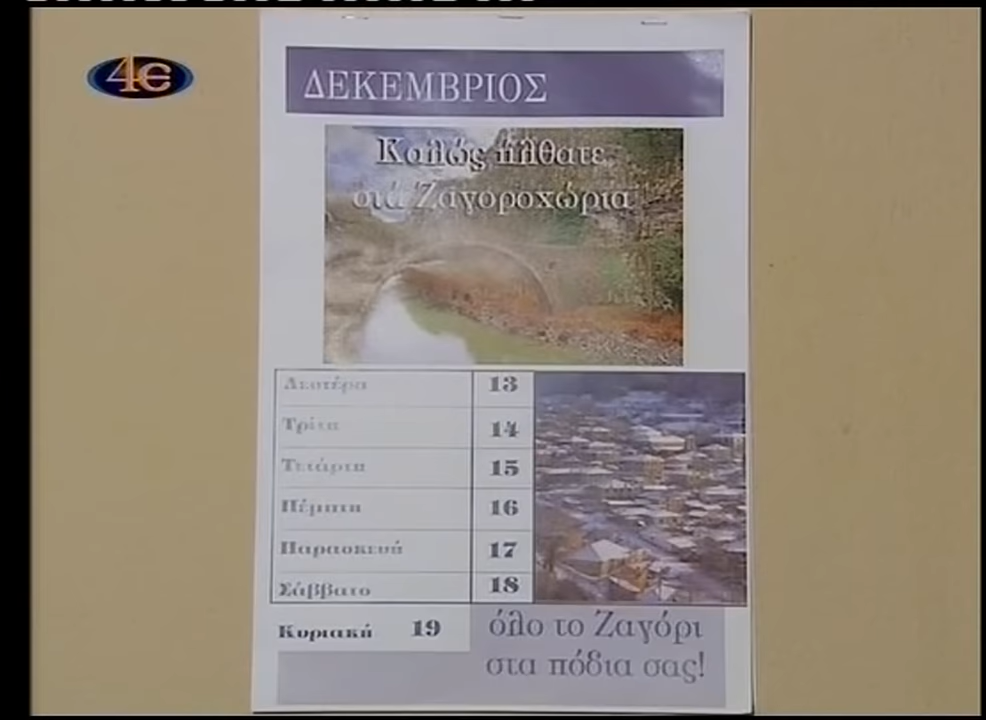 4e
ΔΕΚΕΜΒΡΙΟΣ
Καλώς ήλθατε
στα Ζαγοροχώρια
Δευτέρα 13
Τρίτη 14
Τετάρτη 15
Πέμπτη 16
Παρασκευή 17
Σάββατο 18
Κυριακή 19
όλο το Ζαγόρι
στα πόδια σας!